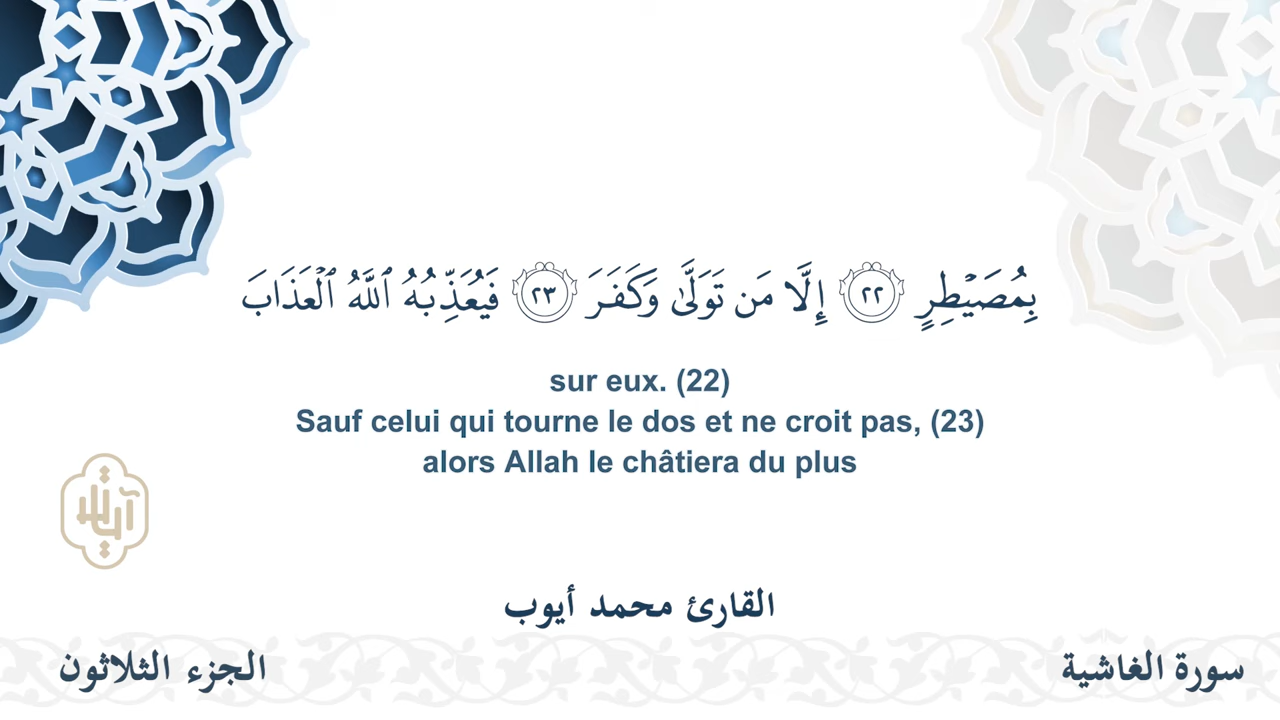 بِمُصَيْطِرٍ ٢٢ إِلَّا مَن تَوَلَّىٰ وَكَفَرَ ٢٣ فَيُعَذِّبُهُ ٱللَّهُ ٱلْعَذَابَ
sur eux. (22)
Sauf celui qui tourne le dos et ne croit pas, (23)
alors Allah le châtiera du plus
القارئ محمد أيوب
سورة الغاشية
الجزء الثلاثون